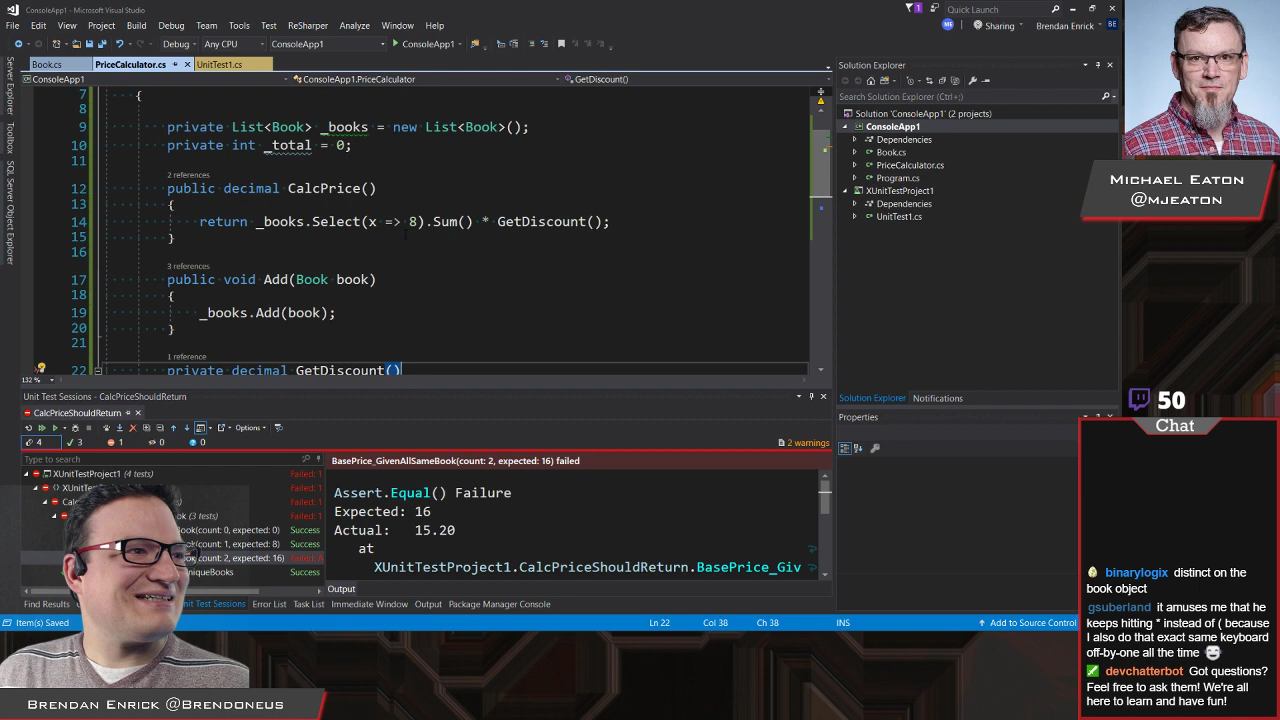 ConsoleApp1 - Microsoft Visual Studio
1
Quick Launch
File Edit View Project Build Debug Team Tools Test ReSharper Analyze Window Help
ME Sharing Brendan Enrick BE
Debug Any CPU ConsoleApp1 ConsoleApp1
Server Explorer
Toolbox
SQL Server Object Explorer
Book.cs PriceCalculator.cs UnitTest1.cs
ConsoleApp1 ConsoleApp1.PriceCalculator GetDiscount()
7 {
8
9 private List<Book> _books = new List<Book>();
10 private int _total = 0;
11
2 references
12 public decimal CalcPrice()
13 {
14 return _books.Select(x => 8).Sum() * GetDiscount();
15 }
16
3 references
17 public void Add(Book book)
18 {
19 _books.Add(book);
20 }
21
1 reference
22 private decimal GetDiscount()
132 %
Unit Test Sessions - CalcPriceShouldReturn
CalcPriceShouldReturn
Options
4 3 1 0 0 2 warnings
Type to search
XUnitTestProject1 (4 tests) Failed: 1
XUnitT Failed: 1
Cal k Failed: 1
ok (3 tests) Failed: 1
ok(count: 0, expected: 0) Success
ok(count: 1, expected: 8) Success
ok(count: 2, expected: 16) Failed: A
niqueBooks Success
BasePrice_GivenAllSameBook(count: 2, expected: 16) failed
Assert.Equal() Failure
Expected: 16
Actual: 15.20
at
XUnitTestProject1.CalcPriceShouldReturn.BasePrice_Giv
Output
Find Results Unit Test Sessions Error List Task List Immediate Window Output Package Manager Console
Item(s) Saved Ln 22 Col 38 Ch 38 INS Add to Source Control
Solution Explorer
Search Solution Explorer (Ctrl+;)
Solution 'ConsoleApp1' (2 projects)
ConsoleApp1
Dependencies
Book.cs
PriceCalculator.cs
Program.cs
XUnitTestProject1
Dependencies
UnitTest1.cs
Solution Explorer Notifications
Properties
Michael Eaton
@mjeaton
50
Chat
binarylogix distinct on the
book object
gsuberland it amuses me that he
keeps hitting * instead of ( because
I also do that exact same keyboard
off-by-one all the time
devchatterbot Got questions?
Feel free to ask them! We're all
here to learn and have fun!
Brendan Enrick @Brendoneus